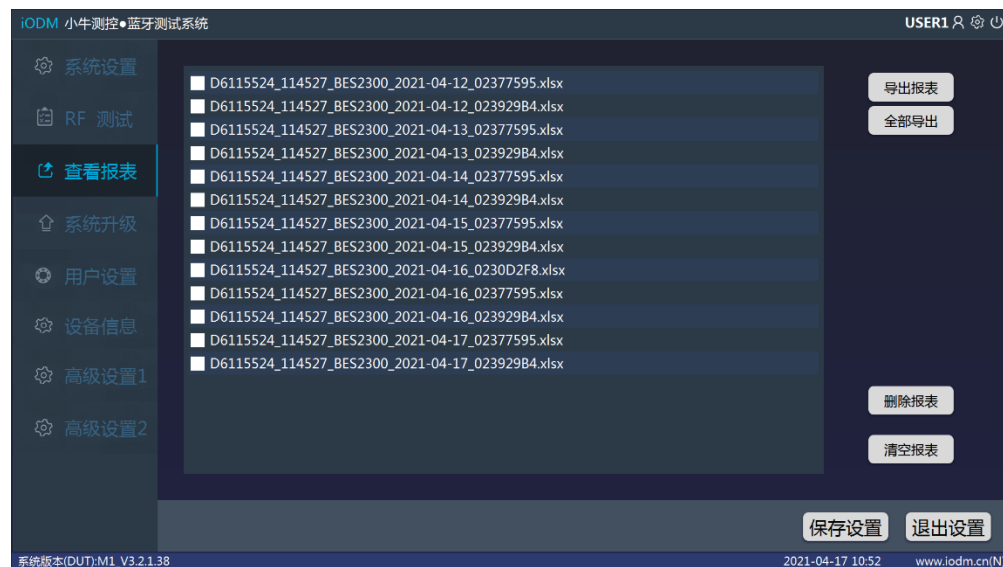 iODM 小牛测控●蓝牙测试系统
USER1
系统设置
RF 测试
查看报表
系统升级
用户设置
设备信息
高级设置1
高级设置2
D6115524_114527_BES2300_2021-04-12_02377595.xlsx
D6115524_114527_BES2300_2021-04-12_023929B4.xlsx
D6115524_114527_BES2300_2021-04-13_02377595.xlsx
D6115524_114527_BES2300_2021-04-13_023929B4.xlsx
D6115524_114527_BES2300_2021-04-14_02377595.xlsx
D6115524_114527_BES2300_2021-04-14_023929B4.xlsx
D6115524_114527_BES2300_2021-04-15_02377595.xlsx
D6115524_114527_BES2300_2021-04-15_023929B4.xlsx
D6115524_114527_BES2300_2021-04-16_0230D2F8.xlsx
D6115524_114527_BES2300_2021-04-16_02377595.xlsx
D6115524_114527_BES2300_2021-04-16_023929B4.xlsx
D6115524_114527_BES2300_2021-04-17_02377595.xlsx
D6115524_114527_BES2300_2021-04-17_023929B4.xlsx
导出报表
全部导出
删除报表
清空报表
保存设置
退出设置
系统版本(DUT):M1 V3.2.1.38
2021-04-17 10:52
www.iodm.cn(N